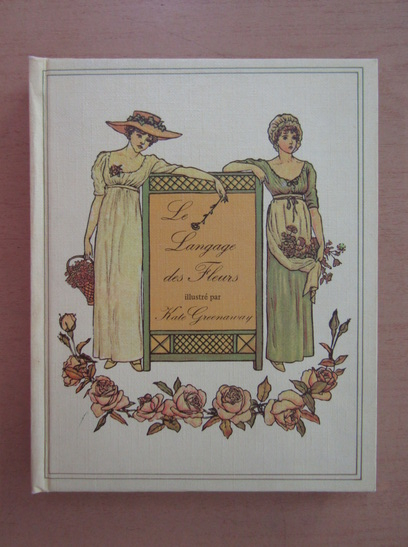 Le
Langage
des Fleurs
illustré par
Kate Greenaway